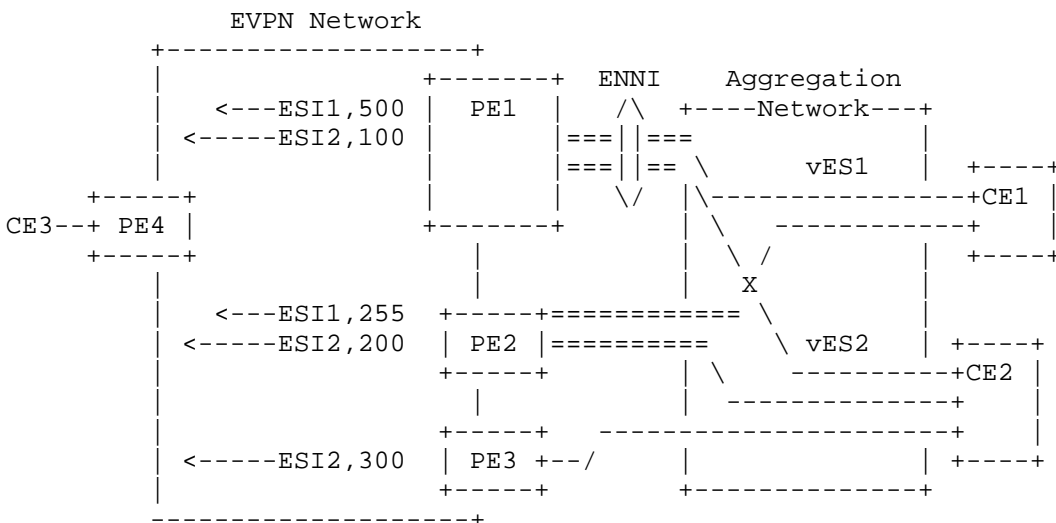 EVPN Network
ENNI Aggregation
<---ESI1,500 PE1 Network
<-----ESI2,100
vES1
CE1
CE3 PE4
X
<---ESI1,255
<-----ESI2,200 PE2 vES2
CE2
<-----ESI2,300 PE3